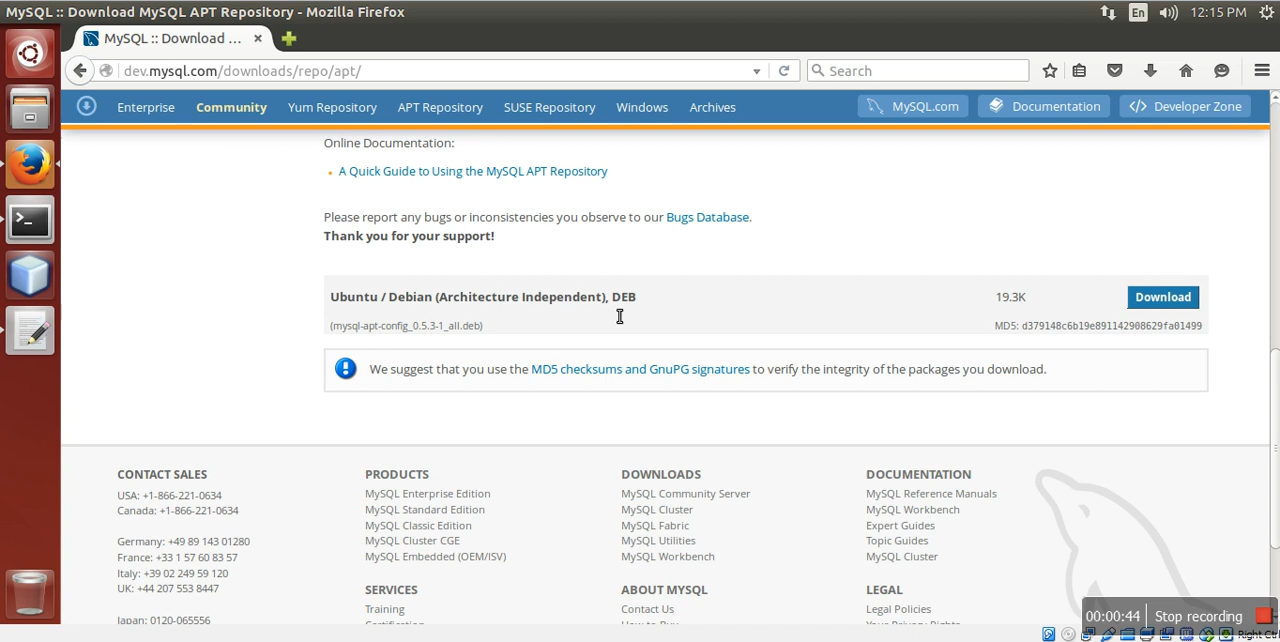 MySQL :: Download MySQL APT Repository - Mozilla Firefox
En
12:15 PM
MySQL :: Download ...
dev.mysql.com/downloads/repo/apt/
Search
Enterprise
Community
Yum Repository
APT Repository
SUSE Repository
Windows
Archives
MySQL.com
Documentation
</> Developer Zone
Online Documentation:
A Quick Guide to Using the MySQL APT Repository
Please report any bugs or inconsistencies you observe to our Bugs Database.
Thank you for your support!
Ubuntu / Debian (Architecture Independent), DEB
19.3K
Download
(mysql-apt-config_0.5.3-1_all.deb)
MD5: d379148c6b19e891142908629fa01499
We suggest that you use the MD5 checksums and GnuPG signatures to verify the integrity of the packages you download.
CONTACT SALES
USA: +1-866-221-0634
Canada: +1-866-221-0634
Germany: +49 89 143 01280
France: +33 1 57 60 83 57
Italy: +39 02 249 59 120
UK: +44 207 553 8447
Japan: 0120-065556
PRODUCTS
MySQL Enterprise Edition
MySQL Standard Edition
MySQL Classic Edition
MySQL Cluster CGE
MySQL Embedded (OEM/ISV)
SERVICES
Training
Certification
DOWNLOADS
MySQL Community Server
MySQL Cluster
MySQL Fabric
MySQL Utilities
MySQL Workbench
ABOUT MYSQL
Contact Us
How to Buy
DOCUMENTATION
MySQL Reference Manuals
MySQL Workbench
Expert Guides
Topic Guides
MySQL Cluster
LEGAL
Legal Policies
Your Privacy Rights
00:00:44
Stop recording
Right Ctrl